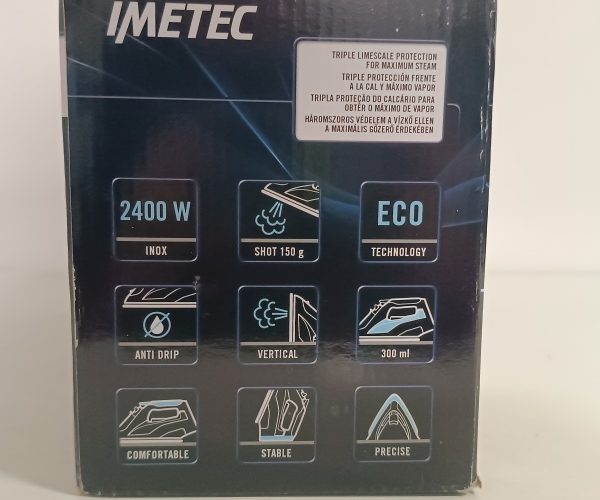 IMETEC
TRIPLE LIMESCALE PROTECTION
FOR MAXIMUM STEAM
TRIPLE PROTECCIÓN FRENTE
A LA CAL Y MÁXIMO VAPOR
TRIPLA PROTEÇÃO DO CALCÁRIO PARA
OBTER O MÁXIMO DE VAPOR
HÁROMSZOROS VÉDELEM A VÍZKŐ ELLEN
A MAXIMÁLIS GŐZERŐ ÉRDEKÉBEN
2400 W
INOX
SHOT 150 g
ECO
TECHNOLOGY
ANTI DRIP
VERTICAL
300 ml
COMFORTABLE
STABLE
PRECISE